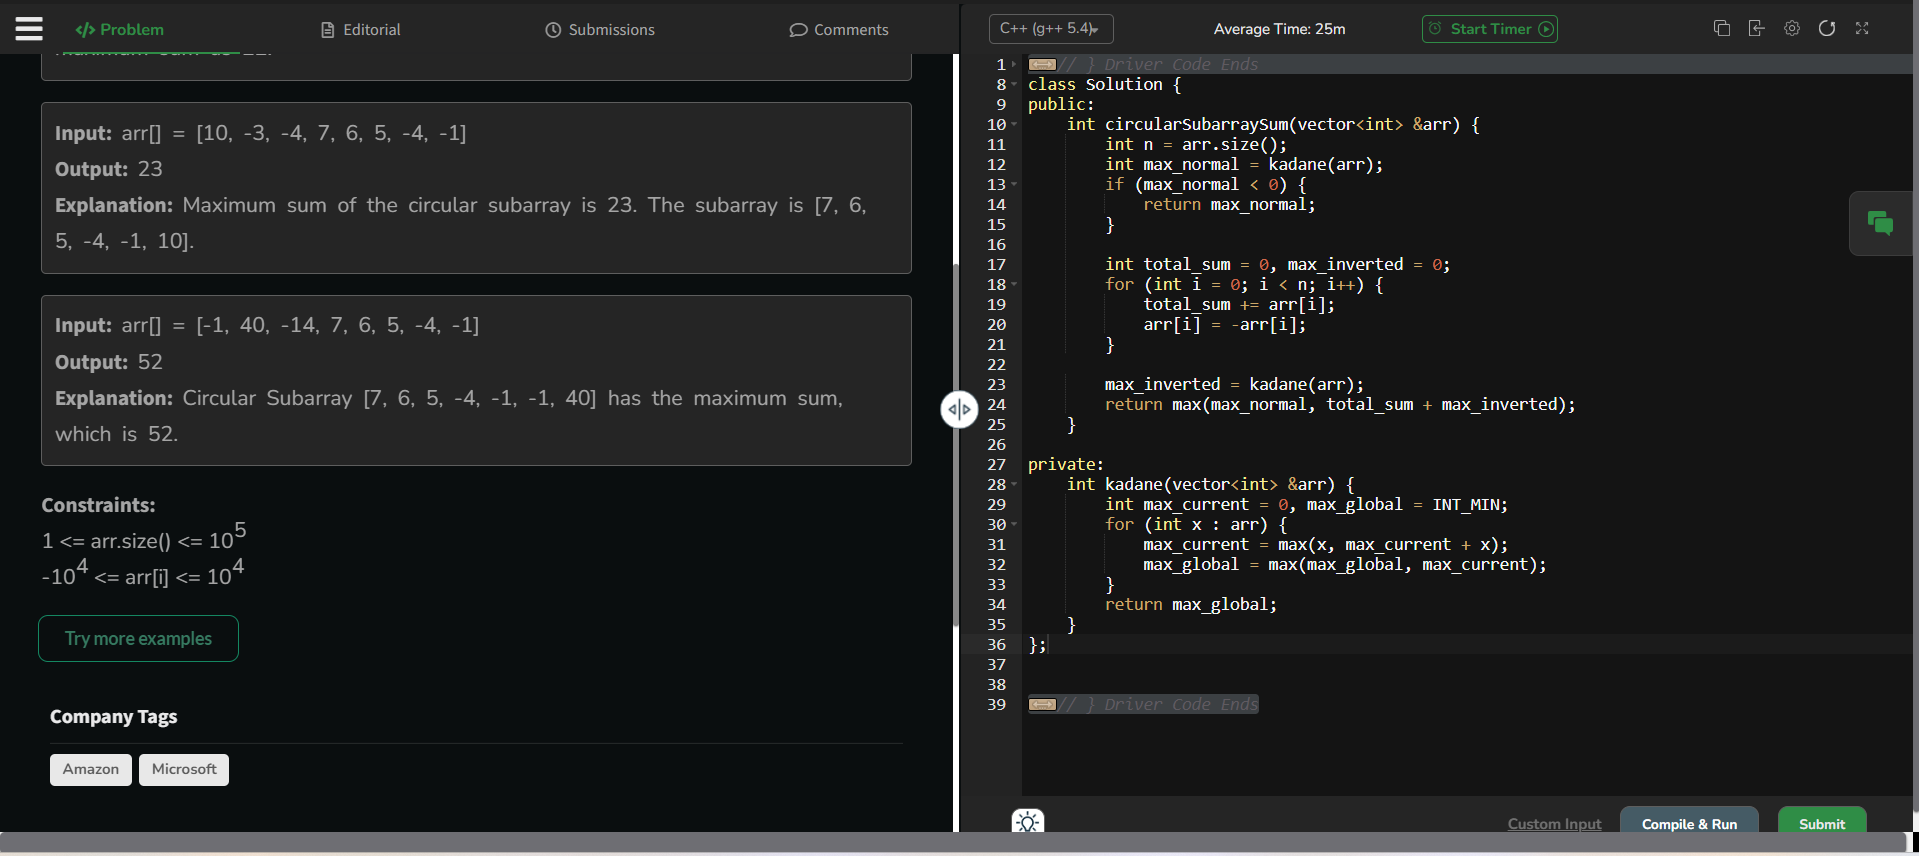 Problem
Editorial
Submissions
Comments
Input: arr[] = [10, -3, -4, 7, 6, 5, -4, -1]
Output: 23
Explanation: Maximum sum of the circular subarray is 23. The subarray is [7, 6,
5, -4, -1, 10].
Input: arr[] = [-1, 40, -14, 7, 6, 5, -4, -1]
Output: 52
Explanation: Circular Subarray [7, 6, 5, -4, -1, -1, 40] has the maximum sum,
which is 52.
Constraints:
1 <= arr.size() <= 10^5
-10^4 <= arr[i] <= 10^4
Try more examples
Company Tags
Amazon Microsoft
C++ (g++ 5.4)
Average Time: 25m
Start Timer
1 // } Driver Code Ends
8 class Solution {
9 public:
10 int circularSubarraySum(vector<int> &arr) {
11 int n = arr.size();
12 int max_normal = kadane(arr);
13 if (max_normal < 0) {
14 return max_normal;
15 }
16
17 int total_sum = 0, max_inverted = 0;
18 for (int i = 0; i < n; i++) {
19 total_sum += arr[i];
20 arr[i] = -arr[i];
21 }
22
23 max_inverted = kadane(arr);
24 return max(max_normal, total_sum + max_inverted);
25 }
26
27 private:
28 int kadane(vector<int> &arr) {
29 int max_current = 0, max_global = INT_MIN;
30 for (int x : arr) {
31 max_current = max(x, max_current + x);
32 max_global = max(max_global, max_current);
33 }
34 return max_global;
35 }
36 };
37
38
39 // } Driver Code Ends
Custom Input
Compile & Run
Submit